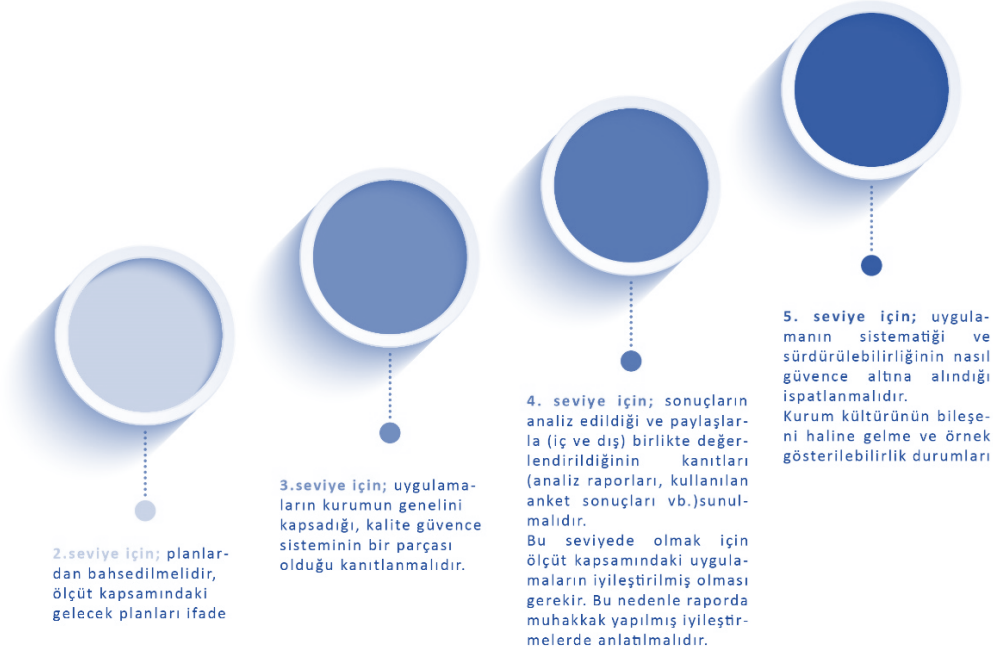 2.seviye için; planlar-
dan bahsedilmelidir,
ölçüt kapsamındaki
gelecek planları ifade
3.seviye için; uygulama-
ların kurumun genelini
kapsadığı, kalite güvence
sisteminin bir parçası
olduğu kanıtlanmalıdır.
4. seviye için; sonuçların
analiz edildiği ve paylaşlar-
la (iç ve dış) birlikte değer-
lendirildiğinin kanıtları
(analiz raporları, kullanılan
anket sonuçları vb.)sunul-
malıdır.
Bu seviyede olmak için
ölçüt kapsamındaki uygula-
maların iyileştirilmiş olması
gerekir. Bu nedenle raporda
muhakkak yapılmış iyileştir-
melerde anlatılmalıdır.
5. seviye için; uygula-
manın sistematiği ve
sürdürülebilirliğinin nasıl
güvence altına alındığı
ispatlanmalıdır.
Kurum kültürünün bileşe-
ni haline gelme ve örnek
gösterilebilirlik durumları